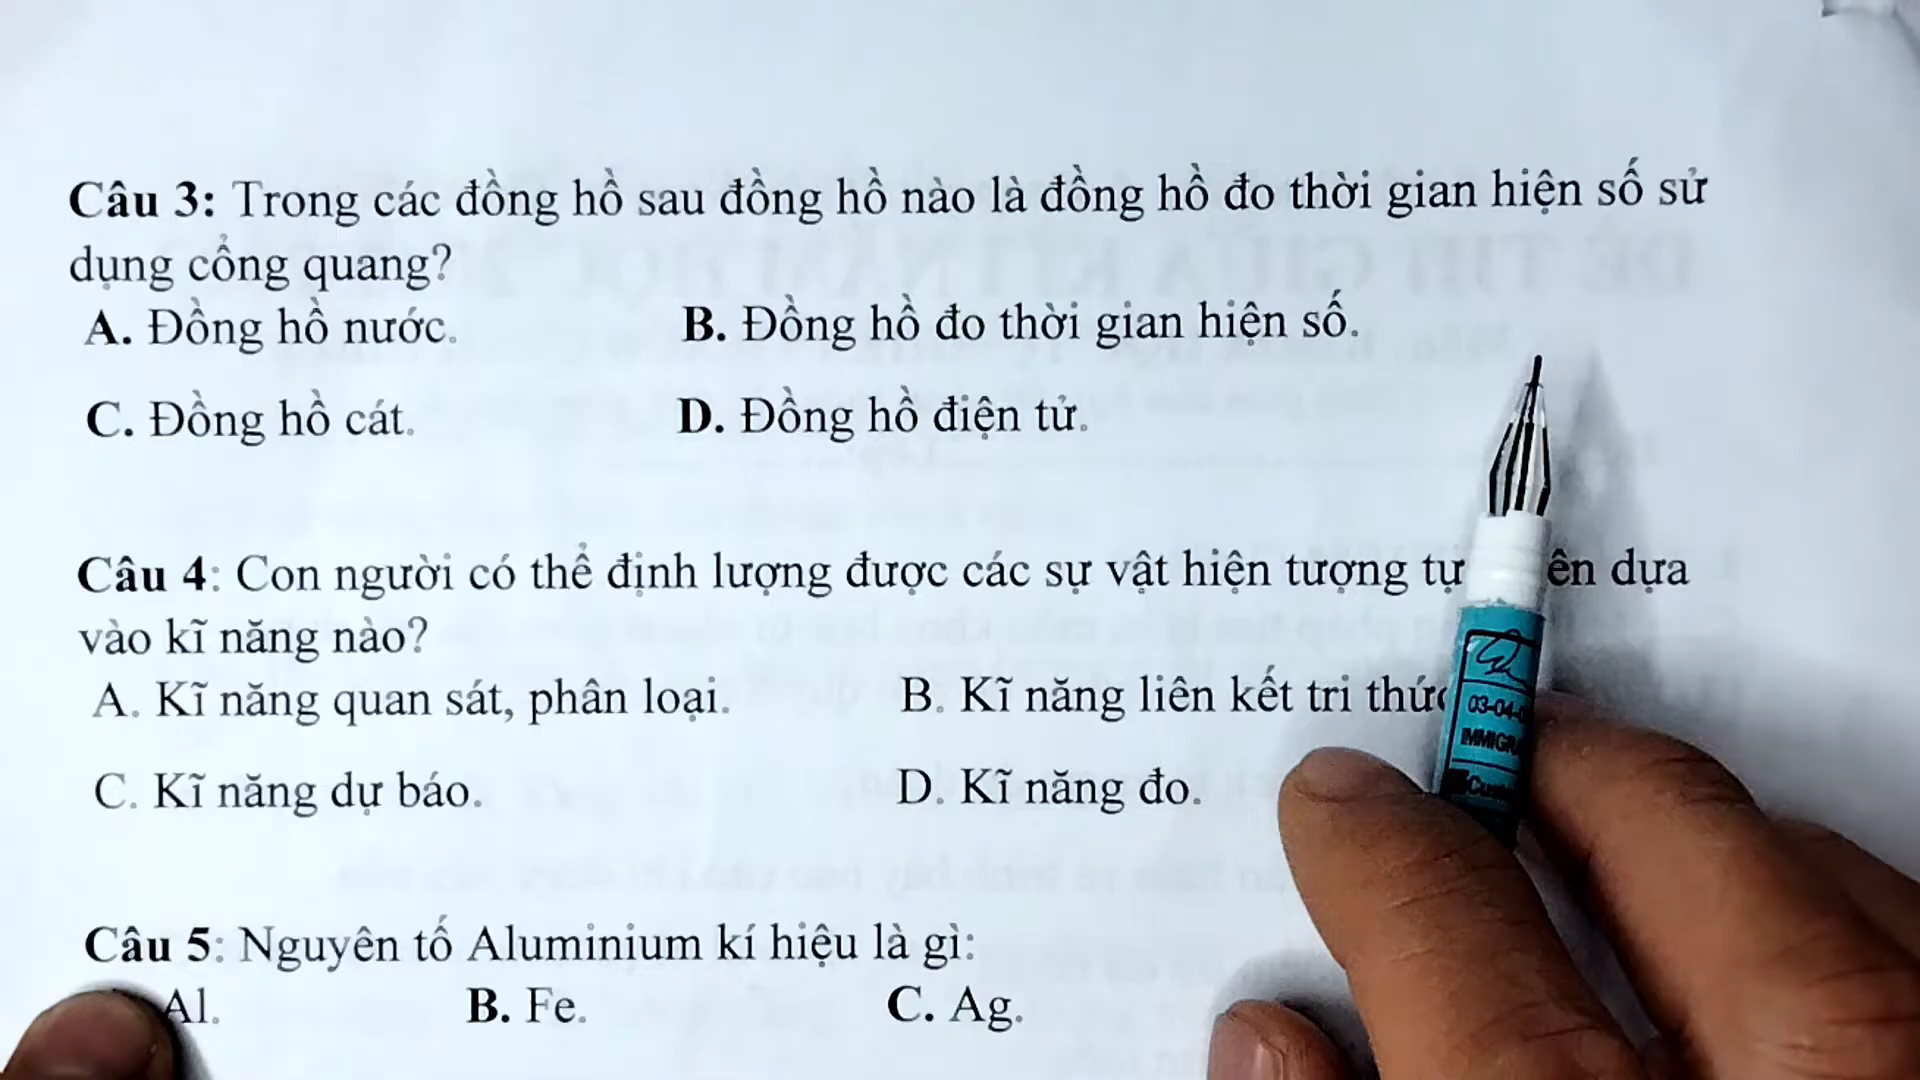 Câu 3: Trong các đồng hồ sau đồng hồ nào là đồng hồ đo thời gian hiện số sử
dụng cổng quang?
A. Đồng hồ nước. B. Đồng hồ đo thời gian hiện số.
C. Đồng hồ cát. D. Đồng hồ điện tử.
Câu 4: Con người có thể định lượng được các sự vật hiện tượng tự ên dựa
vào kĩ năng nào?
A. Kĩ năng quan sát, phân loại. B. Kĩ năng liên kết tri thức
C. Kĩ năng dự báo. D. Kĩ năng đo.
Câu 5: Nguyên tố Aluminium kí hiệu là gì:
Al. B. Fe. C. Ag.
03-04-
IMMIGR